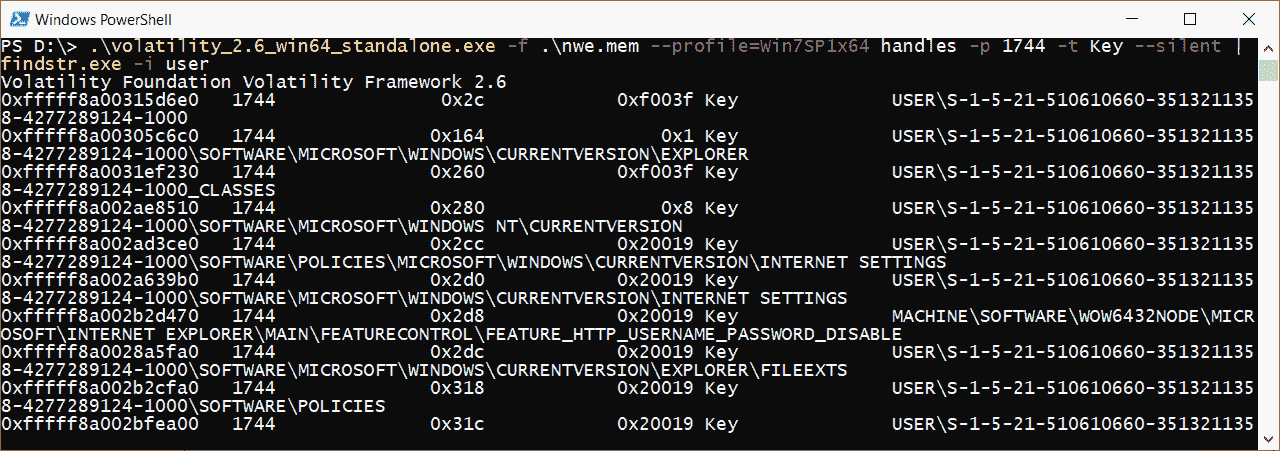 Windows PowerShell
PS D:\> .\volatility_2.6_win64_standalone.exe -f .\nwe.mem --profile=Win7SP1x64 handles -p 1744 -t Key --silent |
findstr.exe -i user
Volatility Foundation Volatility Framework 2.6
0xfffff8a00315d6e0   1744               0x2c            0xf003f Key              USER\S-1-5-21-510610660-351321135
8-4277289124-1000
0xfffff8a00305c6c0   1744              0x164                0x1 Key              USER\S-1-5-21-510610660-351321135
8-4277289124-1000\SOFTWARE\MICROSOFT\WINDOWS\CURRENTVERSION\EXPLORER
0xfffff8a0031ef230   1744              0x260            0xf003f Key              USER\S-1-5-21-510610660-351321135
8-4277289124-1000_CLASSES
0xfffff8a002ae8510   1744              0x280                0x8 Key              USER\S-1-5-21-510610660-351321135
8-4277289124-1000\SOFTWARE\MICROSOFT\WINDOWS NT\CURRENTVERSION
0xfffff8a002ad3ce0   1744              0x2cc            0x20019 Key              USER\S-1-5-21-510610660-351321135
8-4277289124-1000\SOFTWARE\POLICIES\MICROSOFT\WINDOWS\CURRENTVERSION\INTERNET SETTINGS
0xfffff8a002a639b0   1744              0x2d0            0x20019 Key              USER\S-1-5-21-510610660-351321135
8-4277289124-1000\SOFTWARE\MICROSOFT\WINDOWS\CURRENTVERSION\INTERNET SETTINGS
0xfffff8a002b2d470   1744              0x2d8            0x20019 Key              MACHINE\SOFTWARE\WOW6432NODE\MICR
OSOFT\INTERNET EXPLORER\MAIN\FEATURECONTROL\FEATURE_HTTP_USERNAME_PASSWORD_DISABLE
0xfffff8a0028a5fa0   1744              0x2dc            0x20019 Key              USER\S-1-5-21-510610660-351321135
8-4277289124-1000\SOFTWARE\MICROSOFT\WINDOWS\CURRENTVERSION\EXPLORER\FILEEXTS
0xfffff8a002b2cfa0   1744              0x318            0x20019 Key              USER\S-1-5-21-510610660-351321135
8-4277289124-1000\SOFTWARE\POLICIES
0xfffff8a002bfea00   1744              0x31c            0x20019 Key              USER\S-1-5-21-510610660-351321135